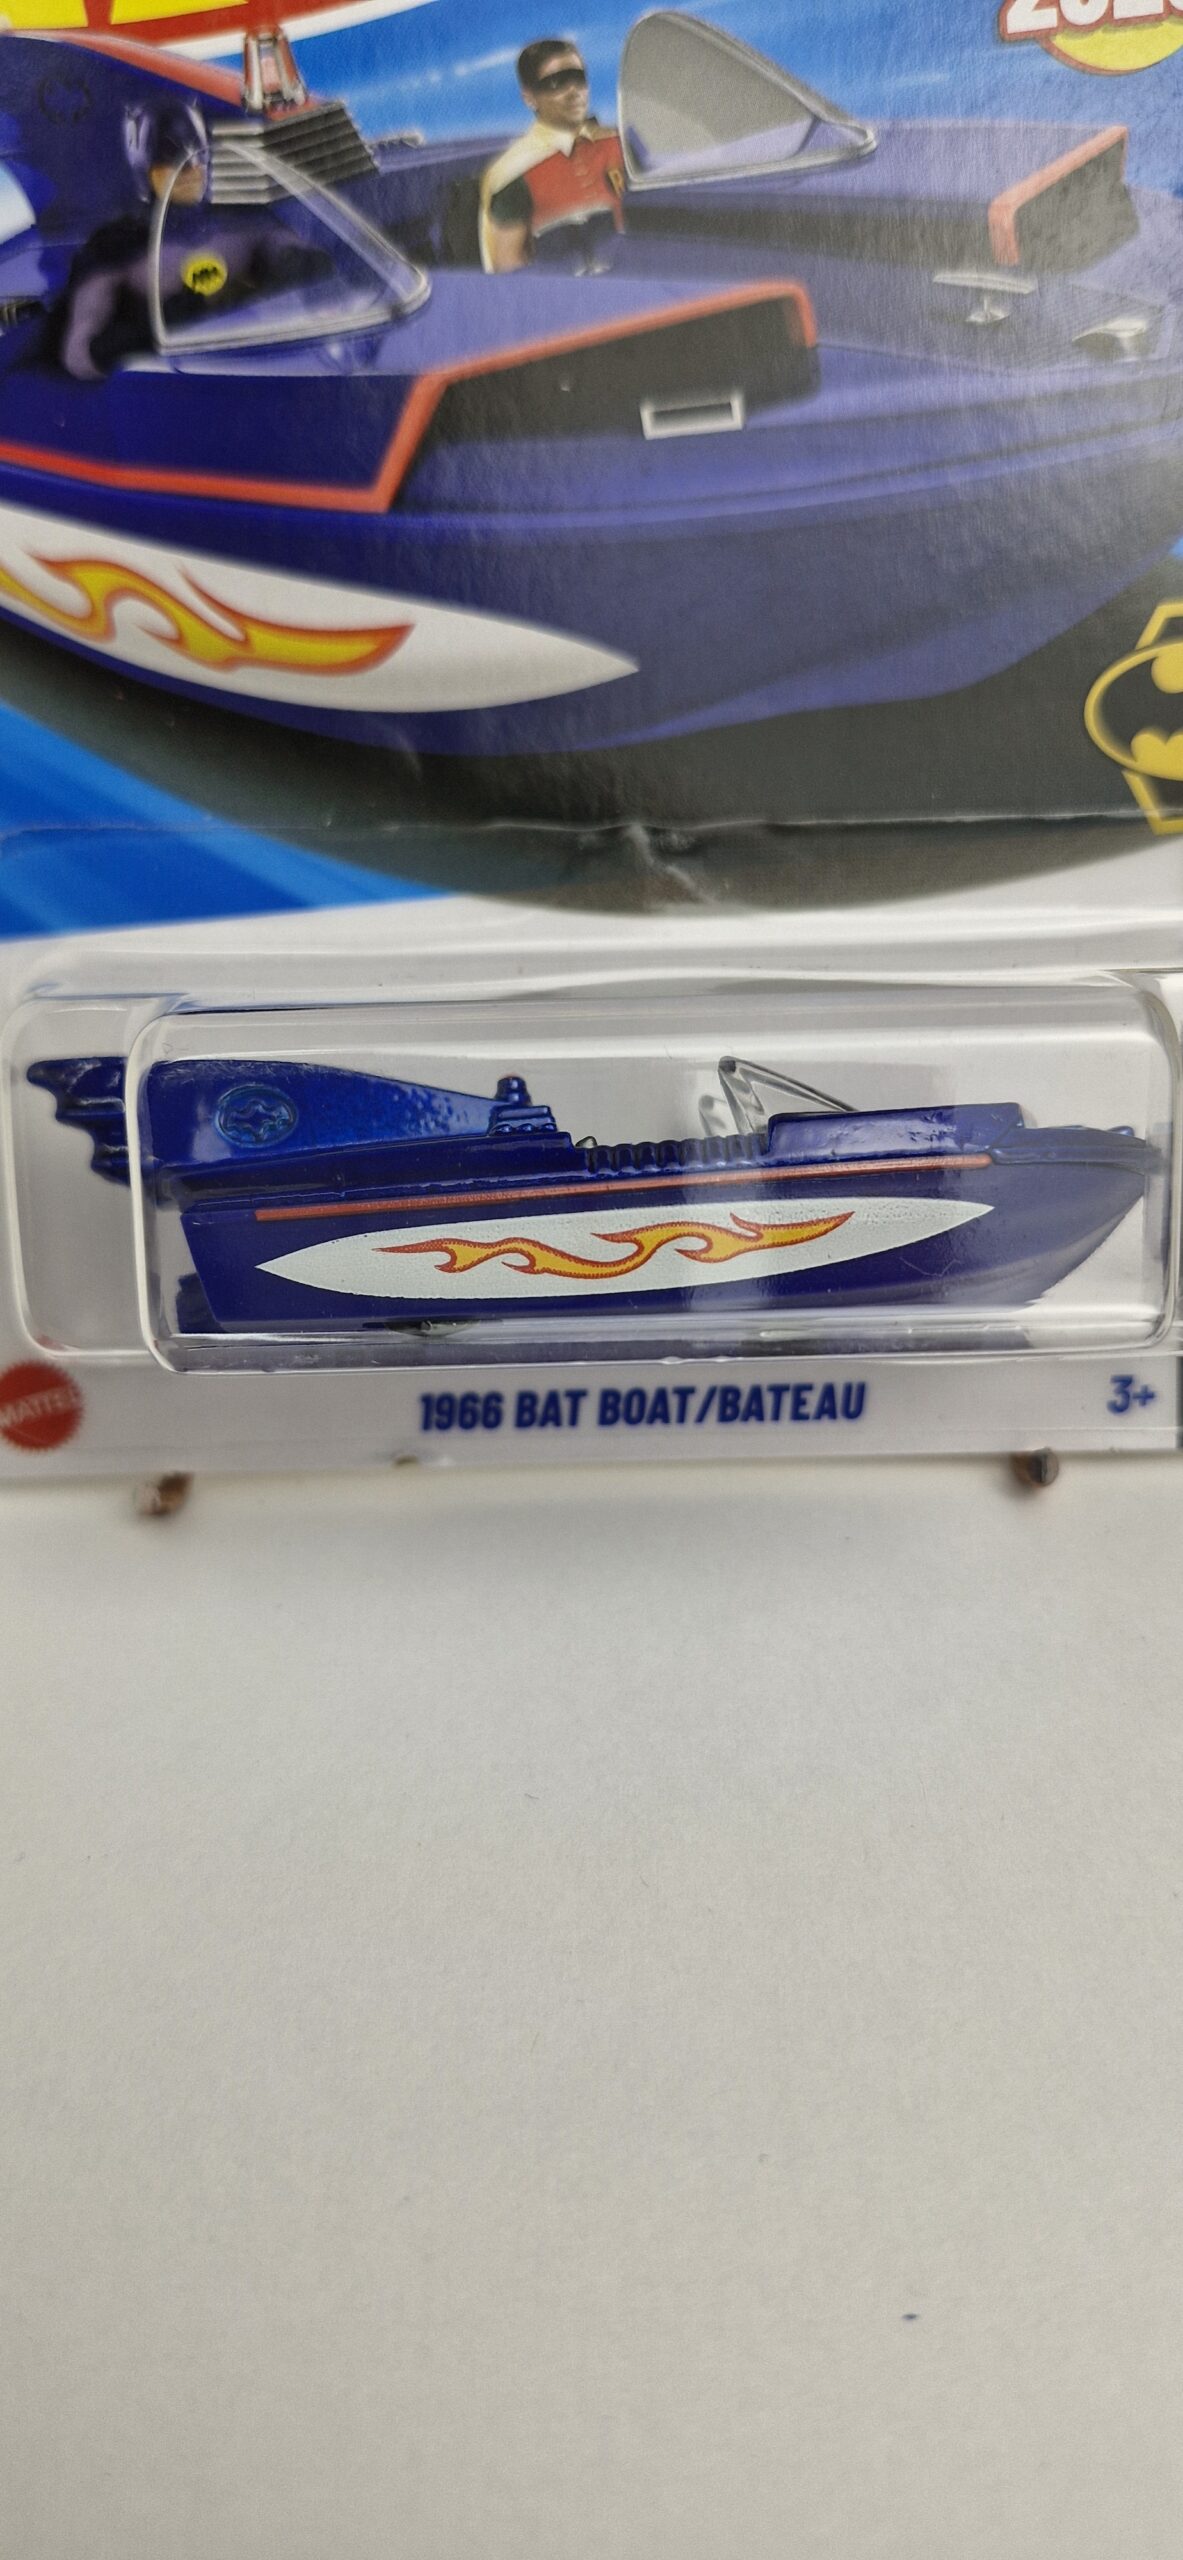 R
MATTEL
1966 BAT BOAT/BATEAU
3+